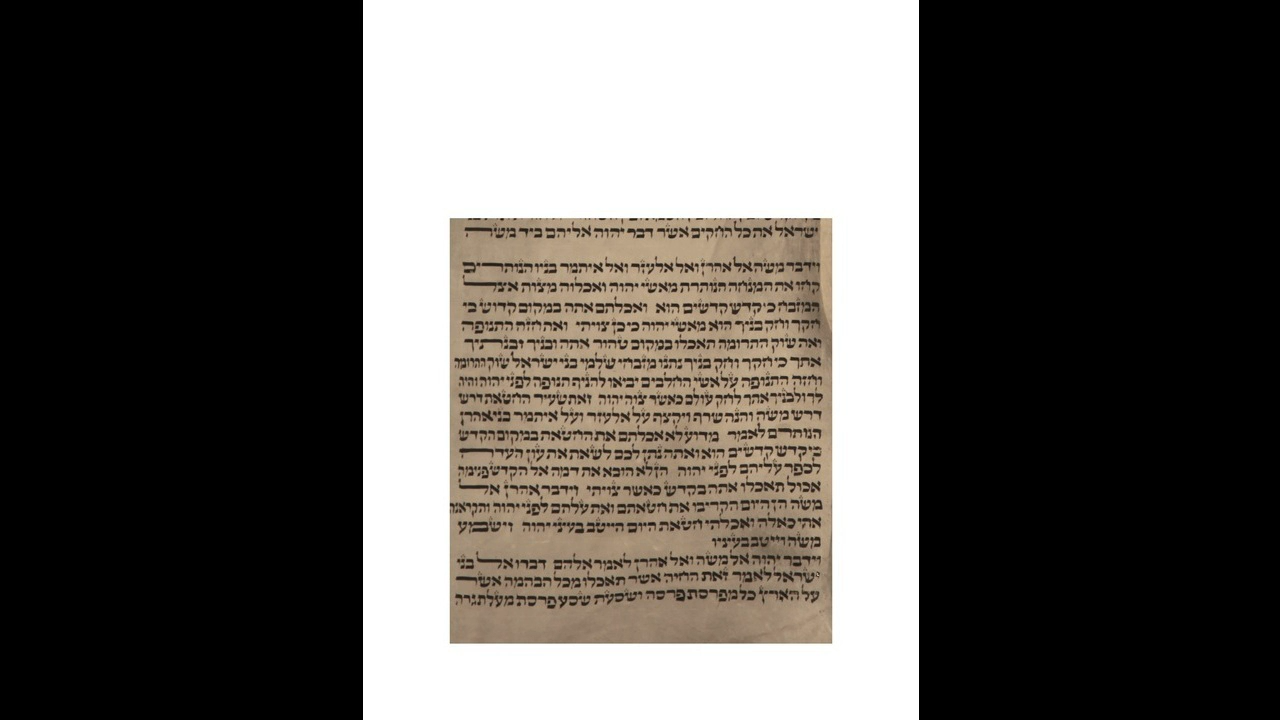 ישראל את כל החקים אשר דבר יהוה אליהם ביד משה
וידבר משה אל אהרן ואל אלעזר ואל איתמר בניו הנותרים
קחו את המנחה הנותרת מאשי יהוה ואכלוה מצות אצל
המזבח כי קדש קדשים הוא ואכלתם אתה במקום קדוש כי
חקך וחק בניך הוא מאשי יהוה כי כן צויתי ואת חזה התנופה
ואת שוק התרומה תאכלו במקום טהור אתה ובניך ובנתיך
אתך כי חקך וחק בניך נתנו מזבחי שלמי בני ישראל שוק התרומה
וחזה התנופה על אשי החלבים יביאו להניף תנופה לפני יהוה והיה
לך ולבניך אתך לחק עולם כאשר צוה יהוה ואת שעיר החטאת דרש
דרש משה והנה שרף ויקצף על אלעזר ועל איתמר בני אהרן
הנותרם לאמר מדוע לא אכלתם את החטאת במקום הקדש
כי קדש קדשים הוא ואתה נתן לכם לשאת את עון העדה
לכפר עליהם לפני יהוה הן לא הובא את דמה אל הקדש פנימה
אכול תאכלו אתה בקדש כאשר צויתי וידבר אהרן אל
משה הן היום הקריבו את חטאתם ואת עלתם לפני יהוה ותקראנה
אתי כאלה ואכלתי חטאת היום הייטב בעיני יהוה וישמע
משה וייטב בעיניו
וידבר יהוה אל משה ואל אהרן לאמר אלהם דברו אל בני
ישראל לאמר זאת החיה אשר תאכלו מכל הבהמה אשר
על הארץ כל מפרסת פרסה ושסעת שסע פרסת מעלת גרה